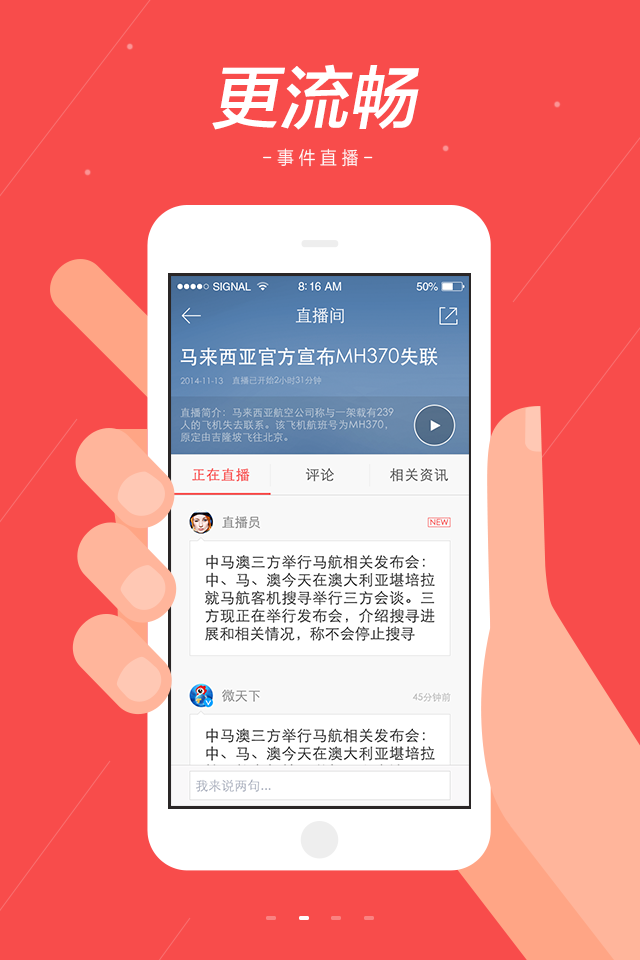 更流畅
-事件直播-
SIGNAL 8:16 AM 50%
直播间
马来西亚官方宣布MH370失联
2014-11-13 直播已开始2小时31分钟
直播简介：马来西亚航空公司称与一架载有239
人的飞机失去联系。该飞机航班号为MH370，
原定由吉隆坡飞往北京。
正在直播 评论 相关资讯
直播员 NEW
中马澳三方举行马航相关发布会：
中、马、澳今天在澳大利亚堪培拉
就马航客机搜寻举行三方会谈。三
方现正在举行发布会，介绍搜寻进
展和相关情况，称不会停止搜寻
微天下 45分钟前
中马澳三方举行马航相关发布会：
中、马、澳今天在澳大利亚堪培拉
我来说两句...